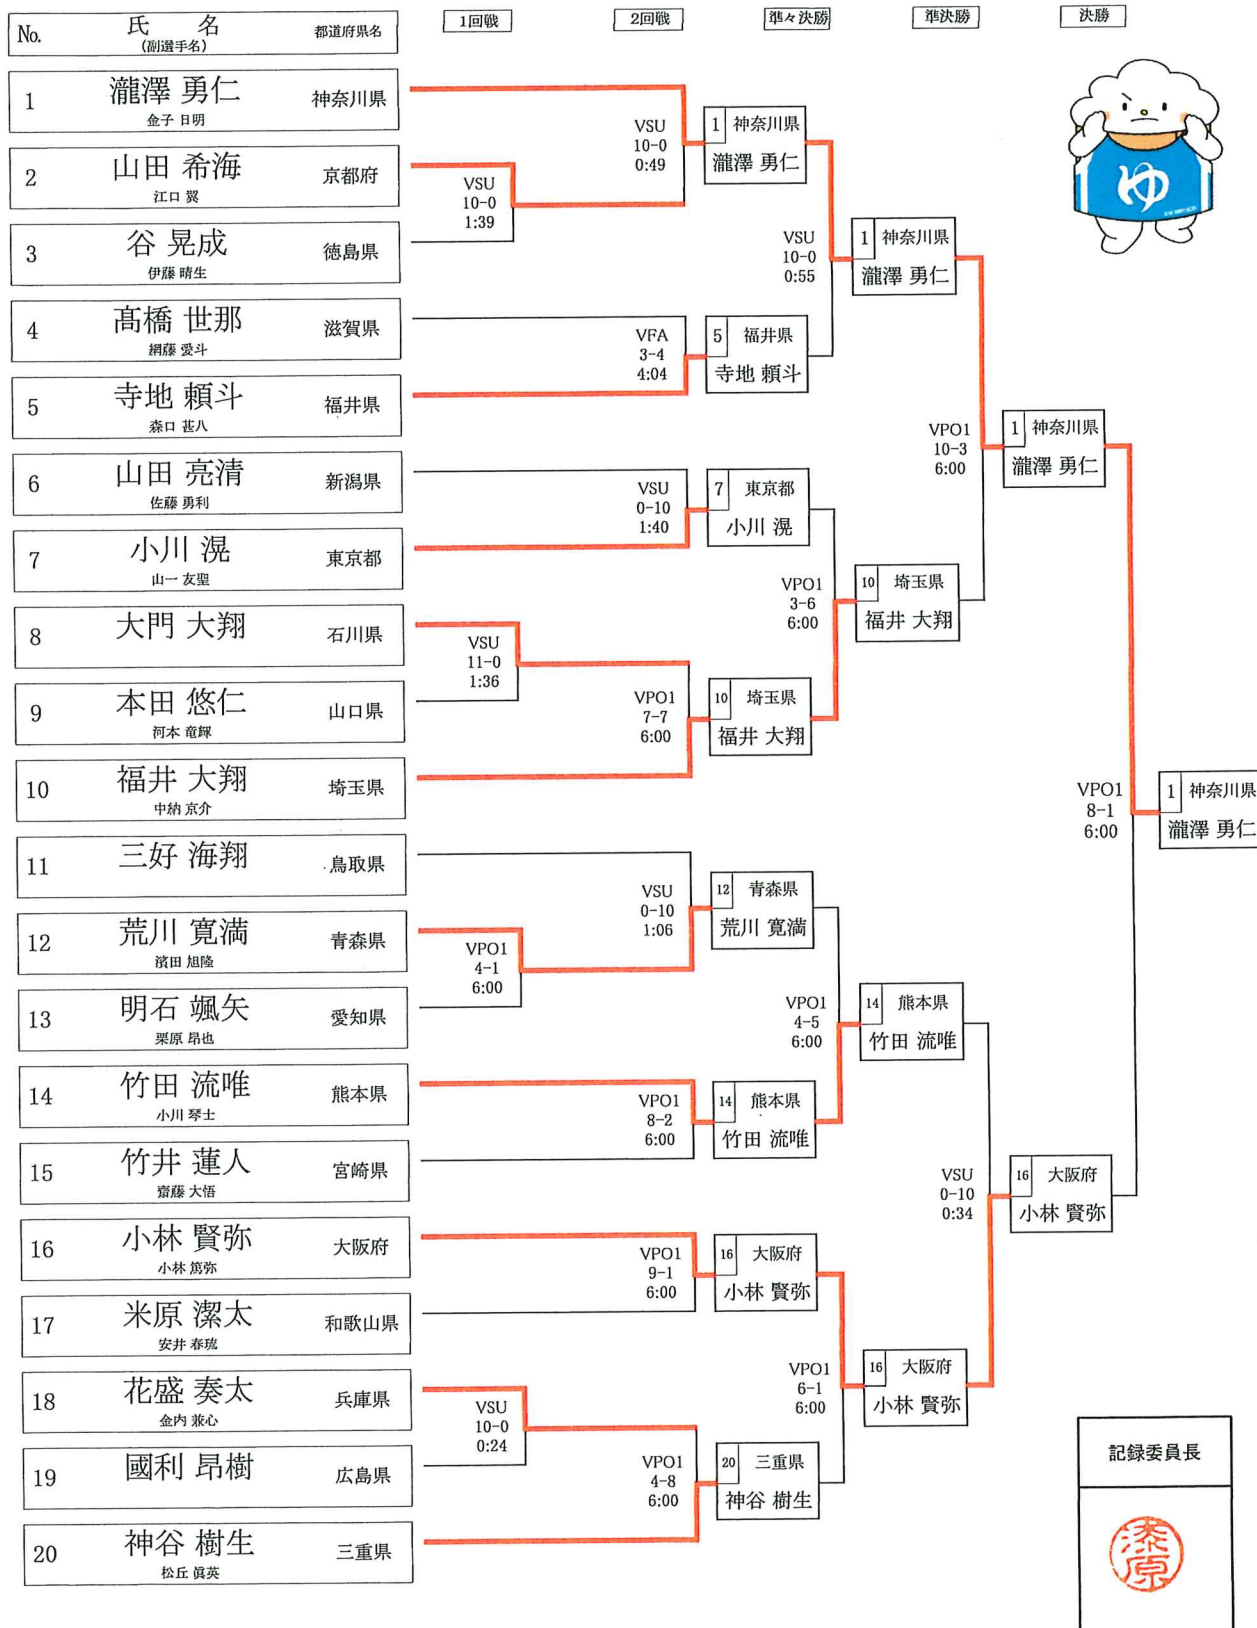 No. 氏 名 都道府県名 1回戦 2回戦 準々決勝 準決勝 決勝
(副選手名)
1 瀧澤 勇仁 神奈川県
金子 日明
2 山田 希海 京都府
江口 翼
3 谷 晃成 徳島県
伊藤 晴生
4 髙橋 世那 滋賀県
網藤 愛斗
5 寺地 頼斗 福井県
森口 甚八
6 山田 亮清 新潟県
佐藤 勇利
7 小川 滉 東京都
山一 友聖
8 大門 大翔 石川県
9 本田 悠仁 山口県
河本 竜輝
10 福井 大翔 埼玉県
中納 京介
11 三好 海翔 鳥取県
12 荒川 寛満 青森県
濱田 旭隆
13 明石 颯矢 愛知県
栗原 昂也
14 竹田 流唯 熊本県
小川 琴士
15 竹井 蓮人 宮崎県
齋藤 大悟
16 小林 賢弥 大阪府
小林 篤弥
17 米原 潔太 和歌山県
安井 春琉
18 花盛 奏太 兵庫県
金内 兼心
19 國利 昂樹 広島県
20 神谷 樹生 三重県
松丘 眞英
VSU
10-0
1:39
VSU
11-0
1:36
VPO1
4-1
6:00
VSU
10-0
0:24
VSU
10-0
0:49
VFA
3-4
4:04
VSU
0-10
1:40
VPO1
7-7
6:00
VSU
0-10
1:06
VPO1
8-2
6:00
VPO1
9-1
6:00
VPO1
4-8
6:00
1 神奈川県
瀧澤 勇仁
5 福井県
寺地 頼斗
7 東京都
小川 滉
10 埼玉県
福井 大翔
12 青森県
荒川 寛満
14 熊本県
竹田 流唯
16 大阪府
小林 賢弥
20 三重県
神谷 樹生
VSU
10-0
0:55
VPO1
3-6
6:00
VPO1
4-5
6:00
VPO1
6-1
6:00
1 神奈川県
瀧澤 勇仁
10 埼玉県
福井 大翔
14 熊本県
竹田 流唯
16 大阪府
小林 賢弥
VPO1
10-3
6:00
VSU
0-10
0:34
1 神奈川県
瀧澤 勇仁
16 大阪府
小林 賢弥
VPO1
8-1
6:00
1 神奈川県
瀧澤 勇仁
ゆ
記録委員長
漆原